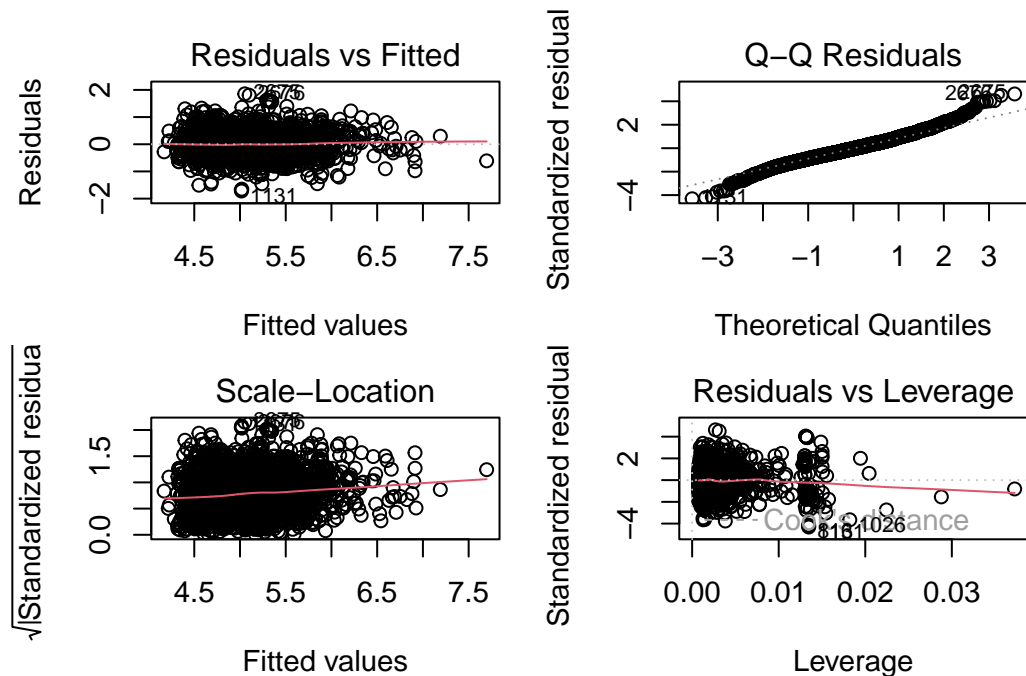 Residuals vs Fitted
Residuals
2
0
−2
1131
4.5 5.5 6.5 7.5
Fitted values
Q−Q Residuals
Standardized residual
2
−4
−3 −1 1 2 3
Theoretical Quantiles
Scale−Location
√|Standardized residua
1.5
0.0
4.5 5.5 6.5 7.5
Fitted values
Residuals vs Leverage
Standardized residual
2
−4
Cook's distance
1026
0.00 0.01 0.02 0.03
Leverage